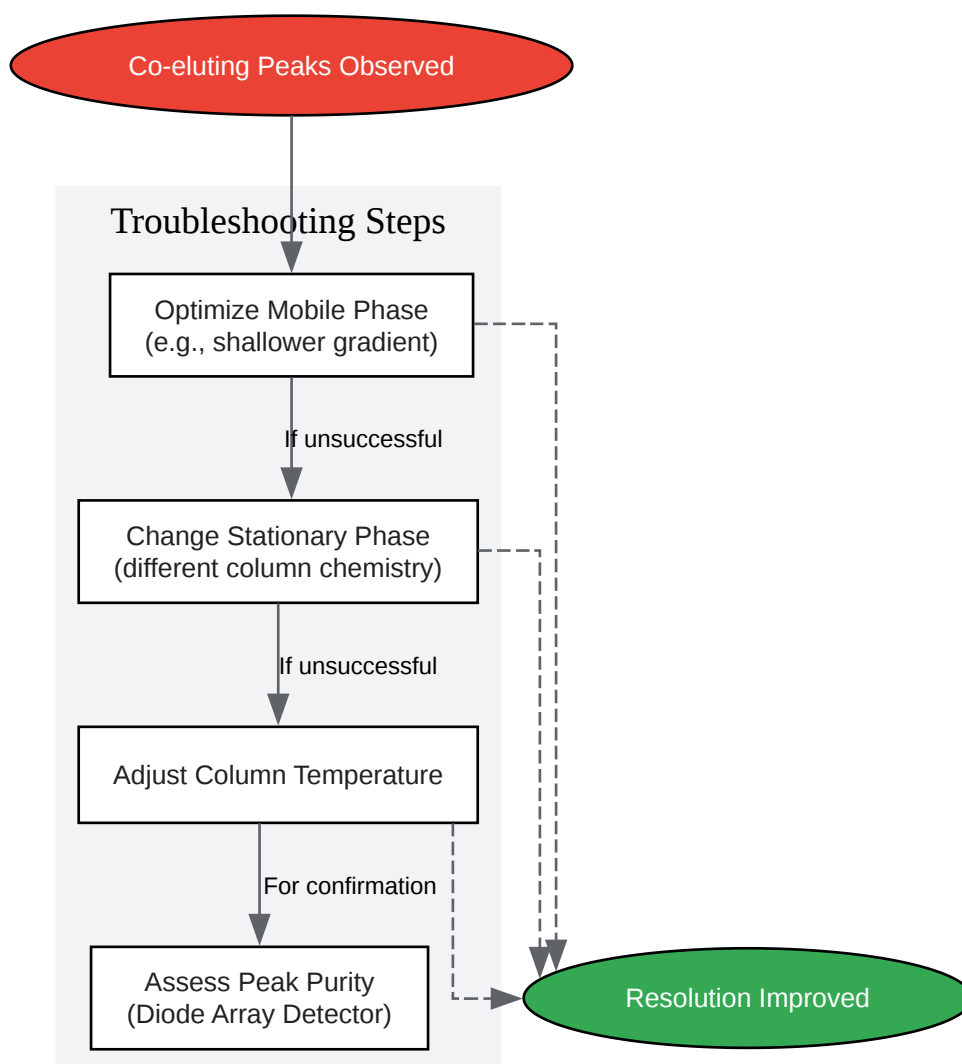 Co-eluting Peaks Observed
Troubleshooting Steps
Optimize Mobile Phase
(e.g., shallower gradient)
If unsuccessful
Change Stationary Phase
(different column chemistry)
If unsuccessful
Adjust Column Temperature
For confirmation
Assess Peak Purity
(Diode Array Detector)
Resolution Improved